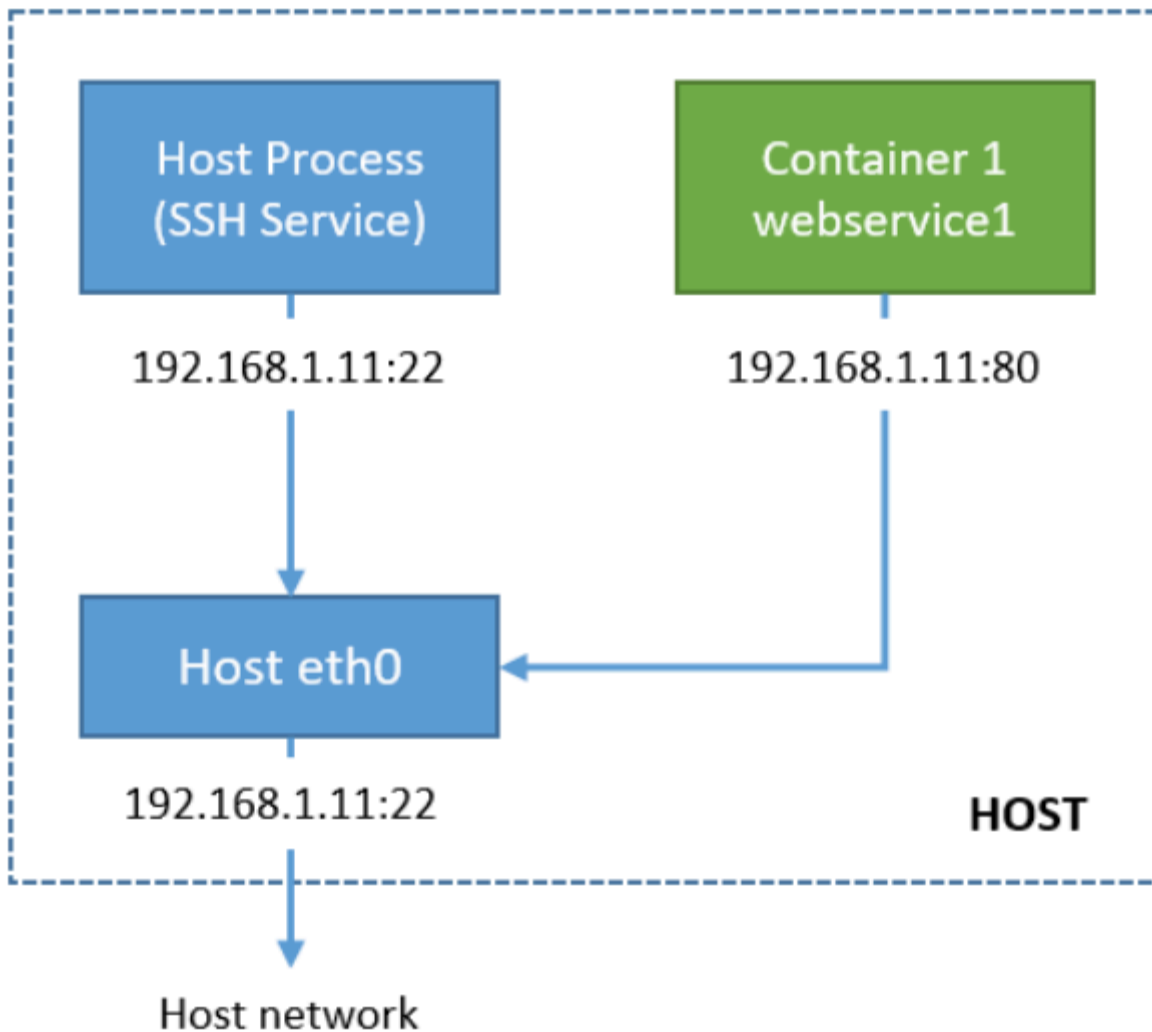 Host Process
(SSH Service)
Container 1
webservice1
192.168.1.11:22
192.168.1.11:80
Host eth0
192.168.1.11:22
HOST
Host network